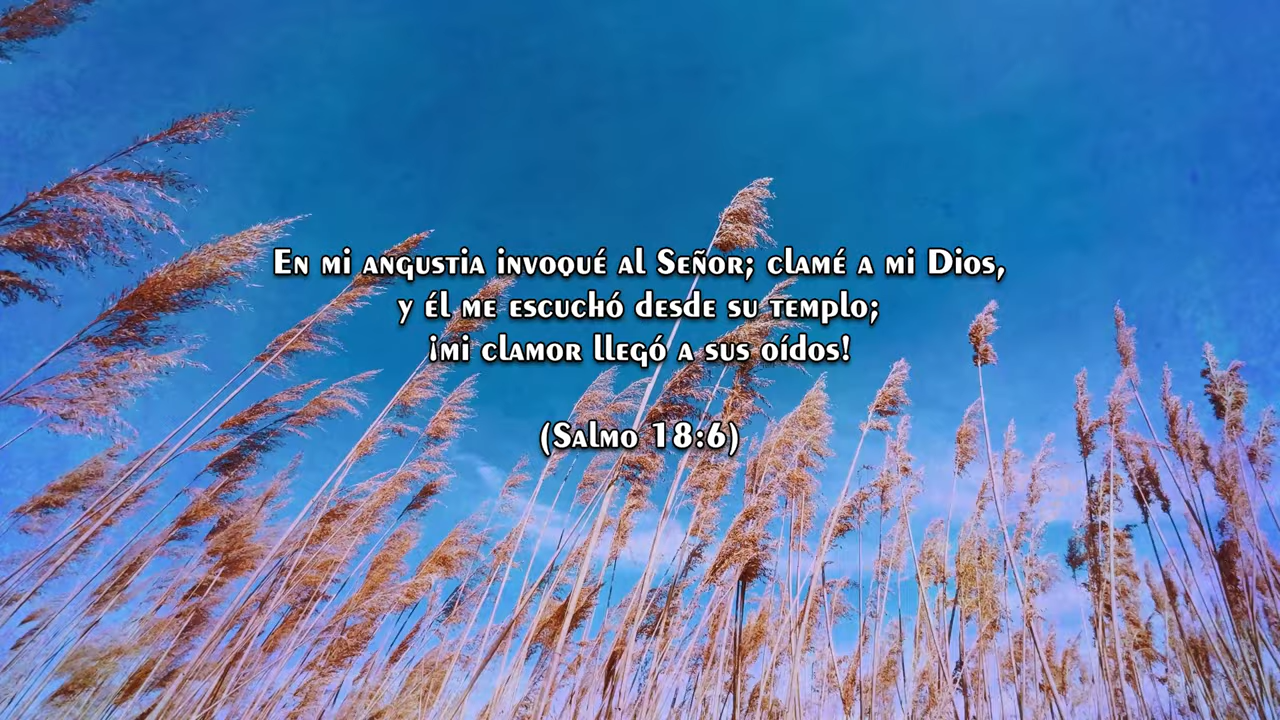 En mi angustia invoqué al Señor; clamé a mi Dios,
y él me escuchó desde su templo;
¡mi clamor llegó a sus oídos!
(Salmo 18:6)